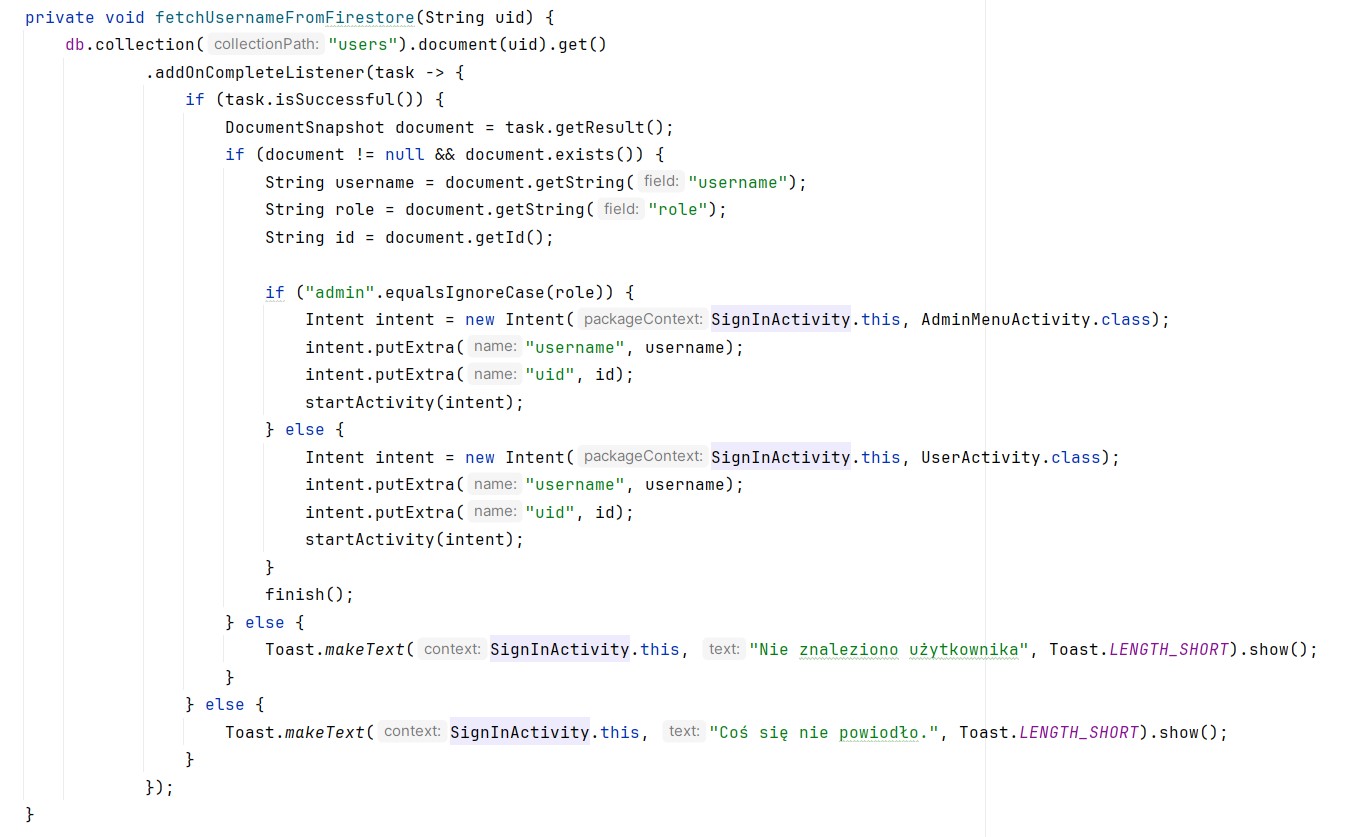 private void fetchUsernameFromFirestore(String uid) {
    db.collection( collectionPath: "users").document(uid).get()
            .addOnCompleteListener(task -> {
                if (task.isSuccessful()) {
                    DocumentSnapshot document = task.getResult();
                    if (document != null && document.exists()) {
                        String username = document.getString( field: "username");
                        String role = document.getString( field: "role");
                        String id = document.getId();

                        if ("admin".equalsIgnoreCase(role)) {
                            Intent intent = new Intent( packageContext: SignInActivity.this, AdminMenuActivity.class);
                            intent.putExtra( name: "username", username);
                            intent.putExtra( name: "uid", id);
                            startActivity(intent);
                        } else {
                            Intent intent = new Intent( packageContext: SignInActivity.this, UserActivity.class);
                            intent.putExtra( name: "username", username);
                            intent.putExtra( name: "uid", id);
                            startActivity(intent);
                        }
                        finish();
                    } else {
                        Toast.makeText( context: SignInActivity.this, text: "Nie znaleziono użytkownika", Toast.LENGTH_SHORT).show();
                    }
                } else {
                    Toast.makeText( context: SignInActivity.this, text: "Coś się nie powiodło.", Toast.LENGTH_SHORT).show();
                }
            });
}